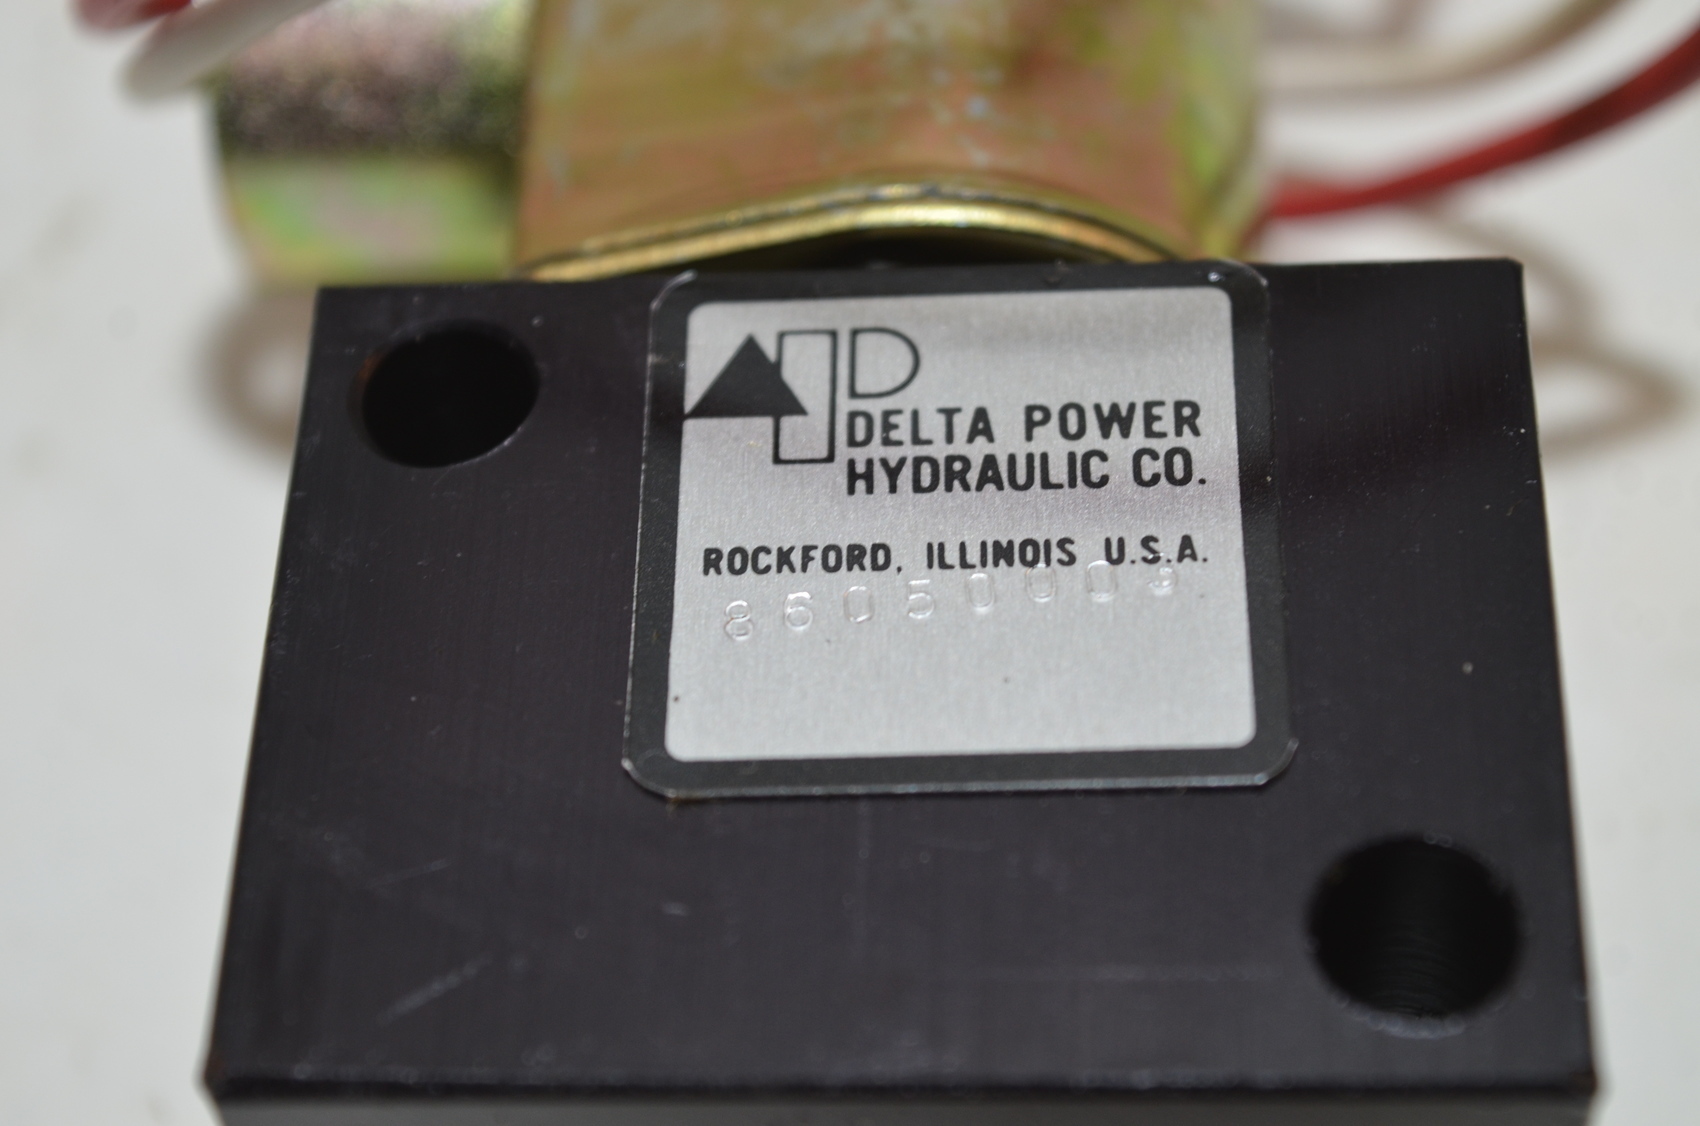 D
DELTA POWER
HYDRAULIC CO.
ROCKFORD, ILLINOIS U.S.A.